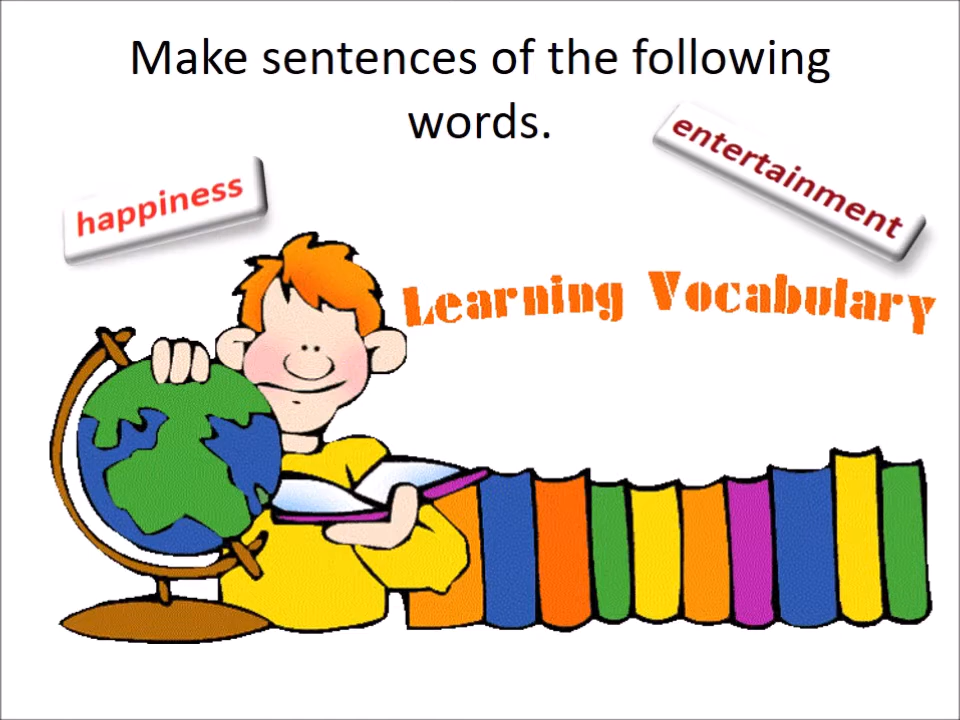 Make sentences of the following
words.
happiness
entertainment
Learning Vocabulary